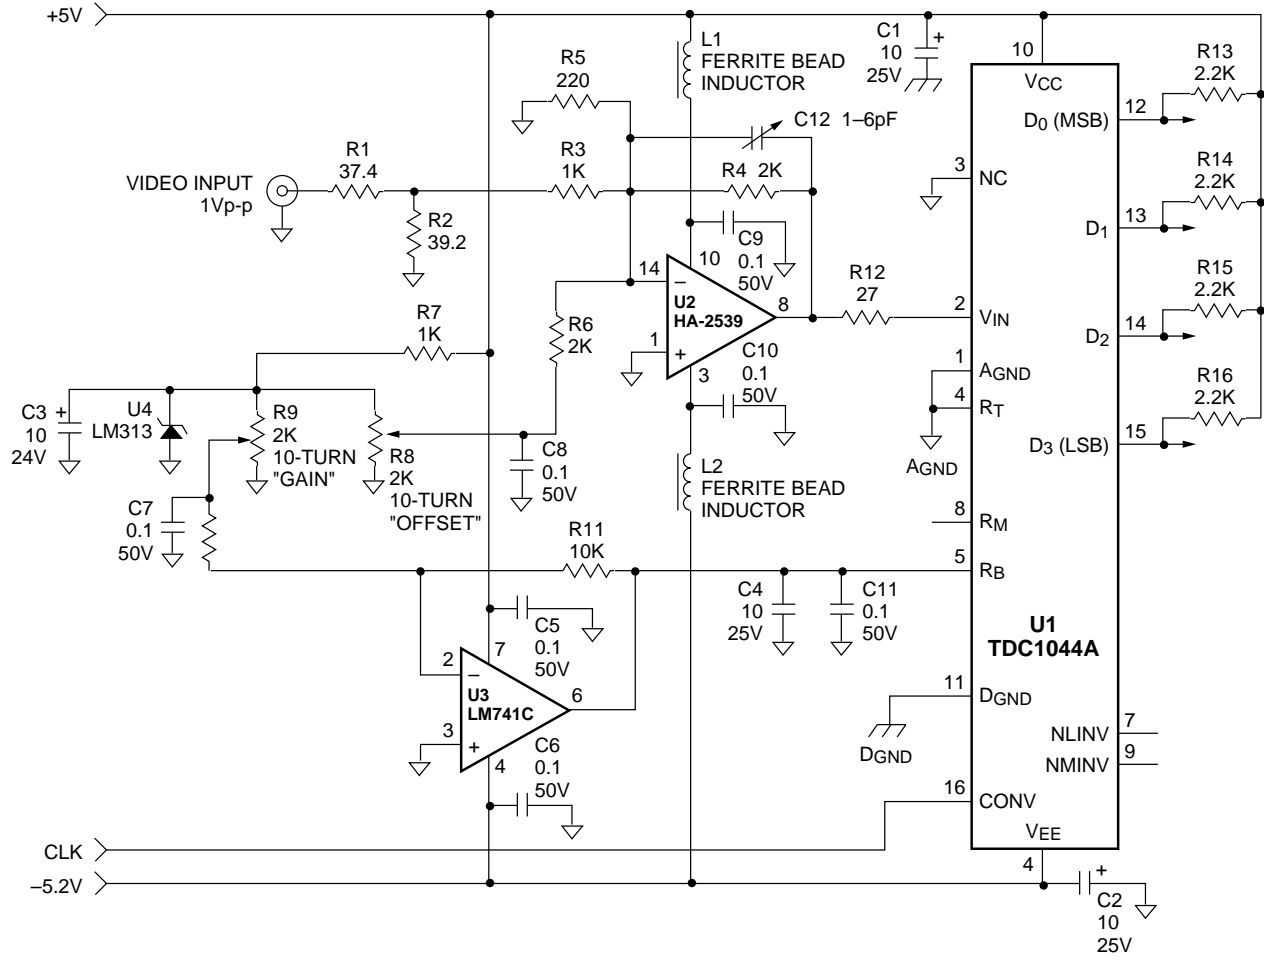 +5V
R5
220
L1
FERRITE BEAD
INDUCTOR
C1
10
25V
+
10
VCC
R13
2.2K
12
D0 (MSB)
C12 1–6pF
VIDEO INPUT
1Vp-p
R1
37.4
R3
1K
R4 2K
3
NC
R14
2.2K
13
D1
R2
39.2
C9
0.1
50V
10
14
–
U2
HA-2539
8
1
+
3
R12
27
2
VIN
R15
2.2K
14
D2
R7
1K
R6
2K
C10
0.1
50V
1
AGND
4
RT
AGND
R16
2.2K
15
D3 (LSB)
C3
10
24V
+
U4
LM313
R9
2K
10-TURN
"GAIN"
R8
2K
10-TURN
"OFFSET"
C8
0.1
50V
L2
FERRITE BEAD
INDUCTOR
C7
0.1
50V
R11
10K
8
RM
5
RB
C4
10
25V
C11
0.1
50V
U1
TDC1044A
C5
0.1
50V
7
2
–
U3
LM741C
6
3
+
4
C6
0.1
50V
11
DGND
DGND
7
NLINV
9
NMINV
16
CONV
VEE
4
CLK
–5.2V
+
C2
10
25V